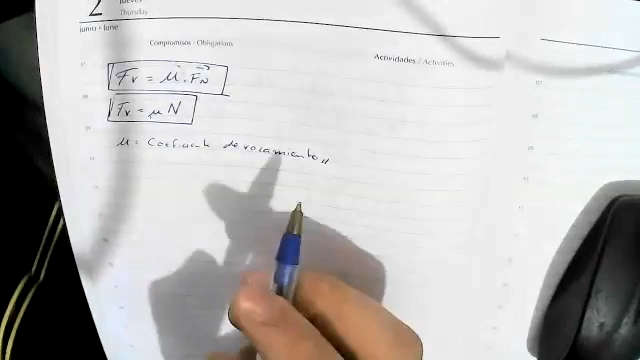 2 Jueves
Thursday
junio • June
Compromisos / Obligations
Actividades / Activities
Fr = μ . FN
Fr = μ N
μ = Coeficiente de rozamiento //